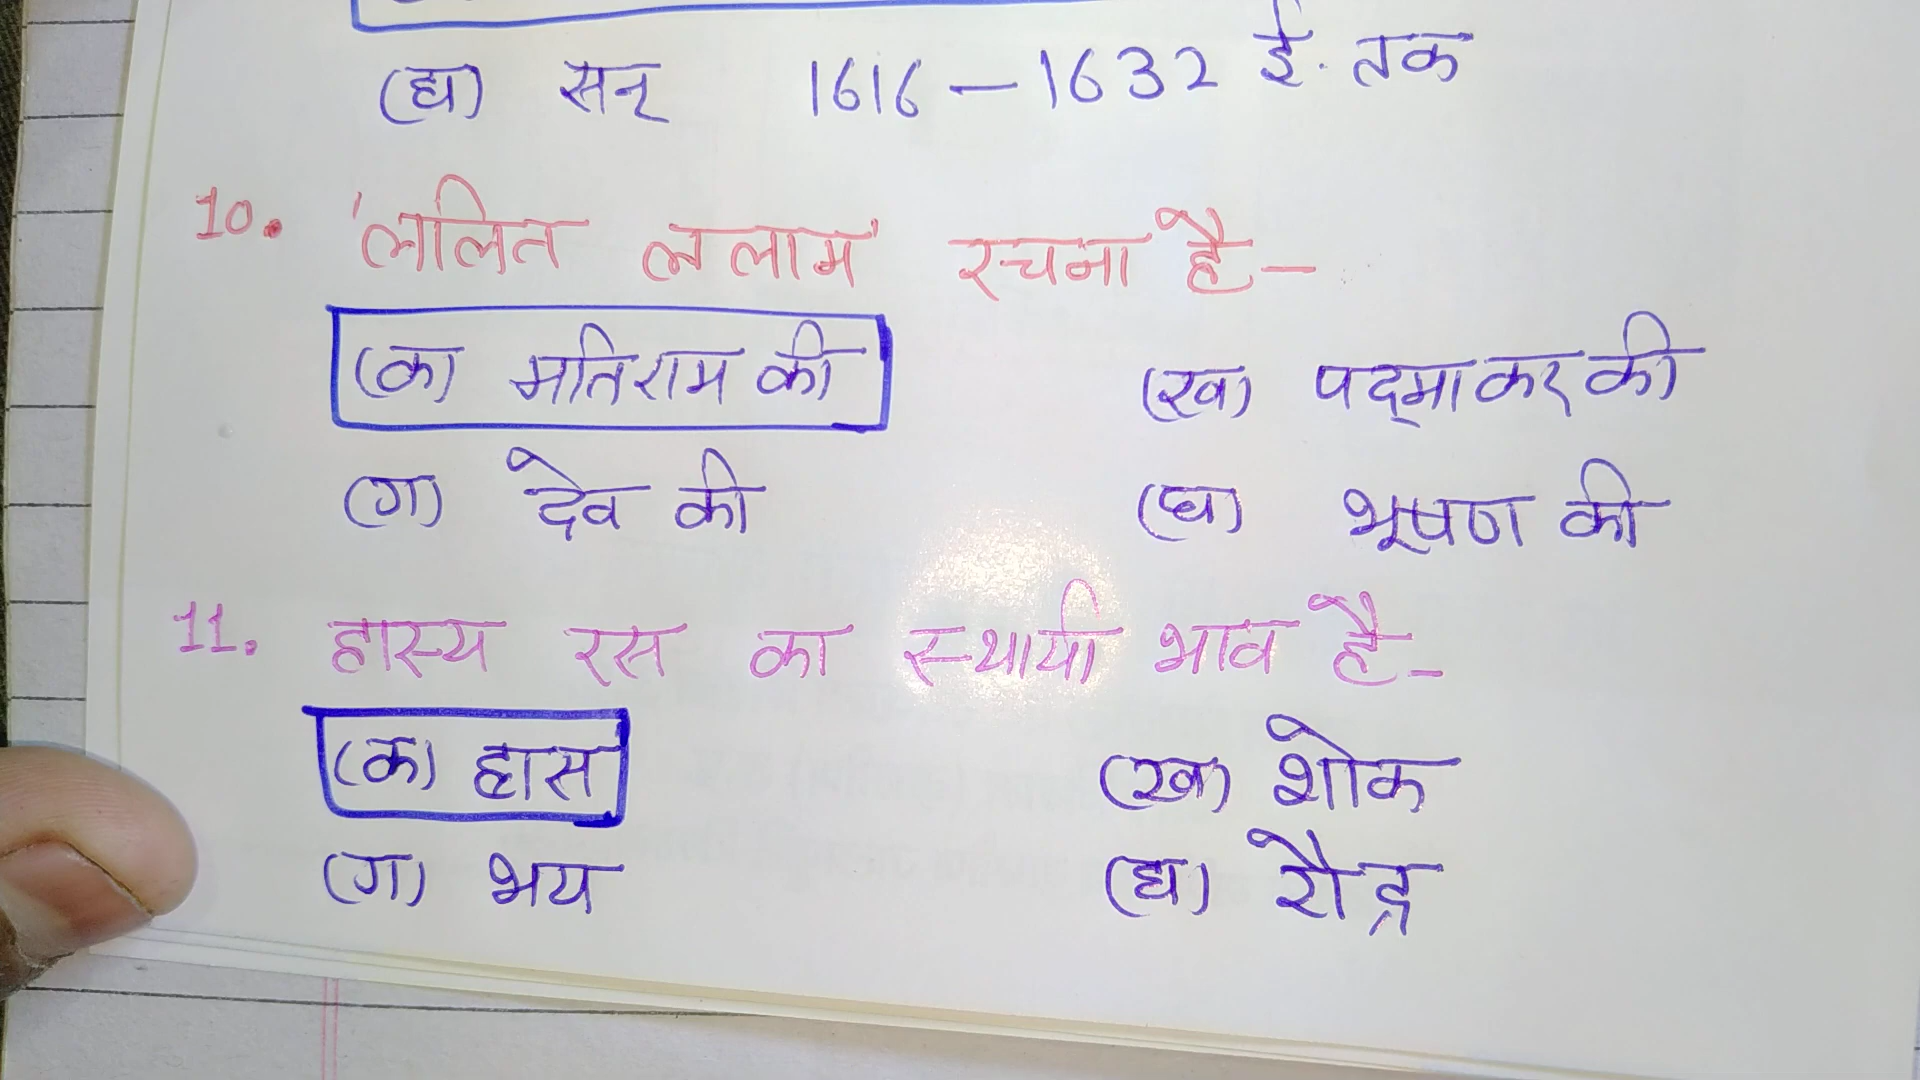 (घ) सन् 1616 - 1632 ई. तक
10. 'ललित ललाम' रचना है-
(क) मतिराम की (ख) पद्माकर की
(ग) देव की (घ) भूषण की
11. हास्य रस का स्थायी भाव है-
(क) हास (ख) शोक
(ग) भय (घ) रौद्र